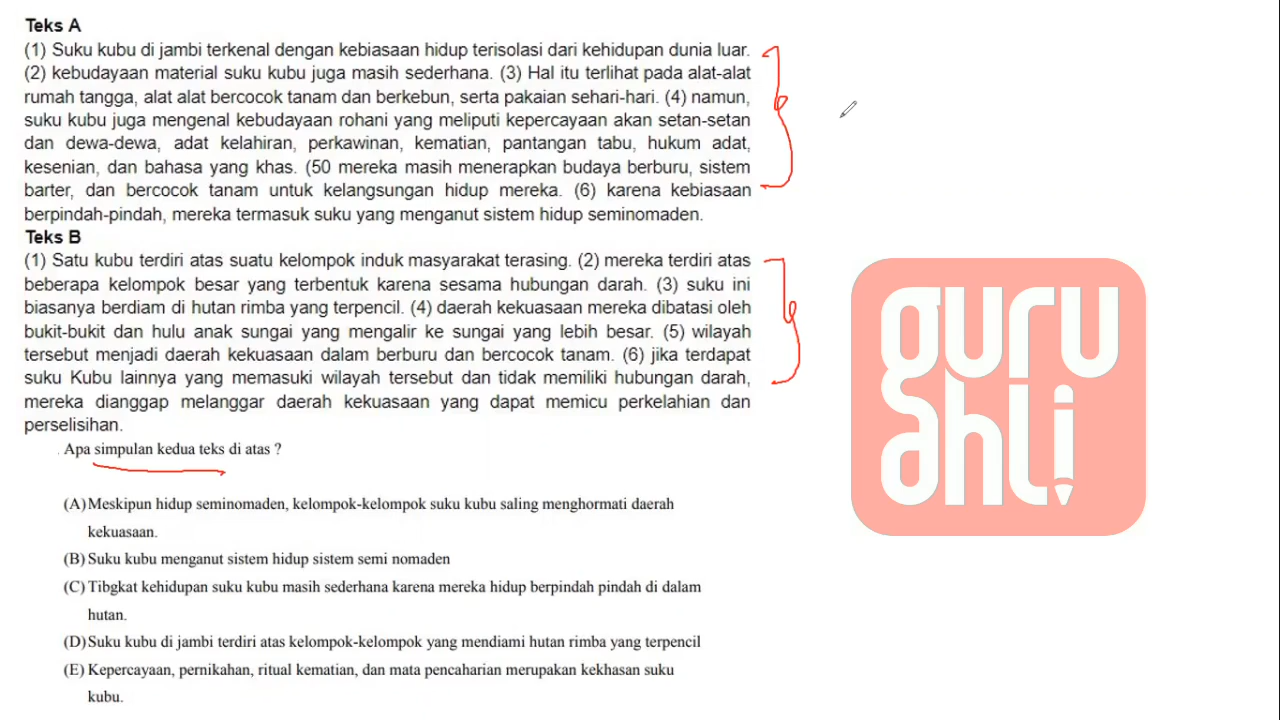 Teks A
(1) Suku kubu di jambi terkenal dengan kebiasaan hidup terisolasi dari kehidupan dunia luar.
(2) kebudayaan material suku kubu juga masih sederhana. (3) Hal itu terlihat pada alat-alat
rumah tangga, alat alat bercocok tanam dan berkebun, serta pakaian sehari-hari. (4) namun,
suku kubu juga mengenal kebudayaan rohani yang meliputi kepercayaan akan setan-setan
dan dewa-dewa, adat kelahiran, perkawinan, kematian, pantangan tabu, hukum adat,
kesenian, dan bahasa yang khas. (50 mereka masih menerapkan budaya berburu, sistem
barter, dan bercocok tanam untuk kelangsungan hidup mereka. (6) karena kebiasaan
berpindah-pindah, mereka termasuk suku yang menganut sistem hidup seminomaden.
Teks B
(1) Satu kubu terdiri atas suatu kelompok induk masyarakat terasing. (2) mereka terdiri atas
beberapa kelompok besar yang terbentuk karena sesama hubungan darah. (3) suku ini
biasanya berdiam di hutan rimba yang terpencil. (4) daerah kekuasaan mereka dibatasi oleh
bukit-bukit dan hulu anak sungai yang mengalir ke sungai yang lebih besar. (5) wilayah
tersebut menjadi daerah kekuasaan dalam berburu dan bercocok tanam. (6) jika terdapat
suku Kubu lainnya yang memasuki wilayah tersebut dan tidak memiliki hubungan darah,
mereka dianggap melanggar daerah kekuasaan yang dapat memicu perkelahian dan
perselisihan.
Apa simpulan kedua teks di atas ?
(A) Meskipun hidup seminomaden, kelompok-kelompok suku kubu saling menghormati daerah
kekuasaan.
(B) Suku kubu menganut sistem hidup sistem semi nomaden
(C) Tibgkat kehidupan suku kubu masih sederhana karena mereka hidup berpindah pindah di dalam
hutan.
(D) Suku kubu di jambi terdiri atas kelompok-kelompok yang mendiami hutan rimba yang terpencil
(E) Kepercayaan, pernikahan, ritual kematian, dan mata pencaharian merupakan kekhasan suku
kubu.
guru
ahli